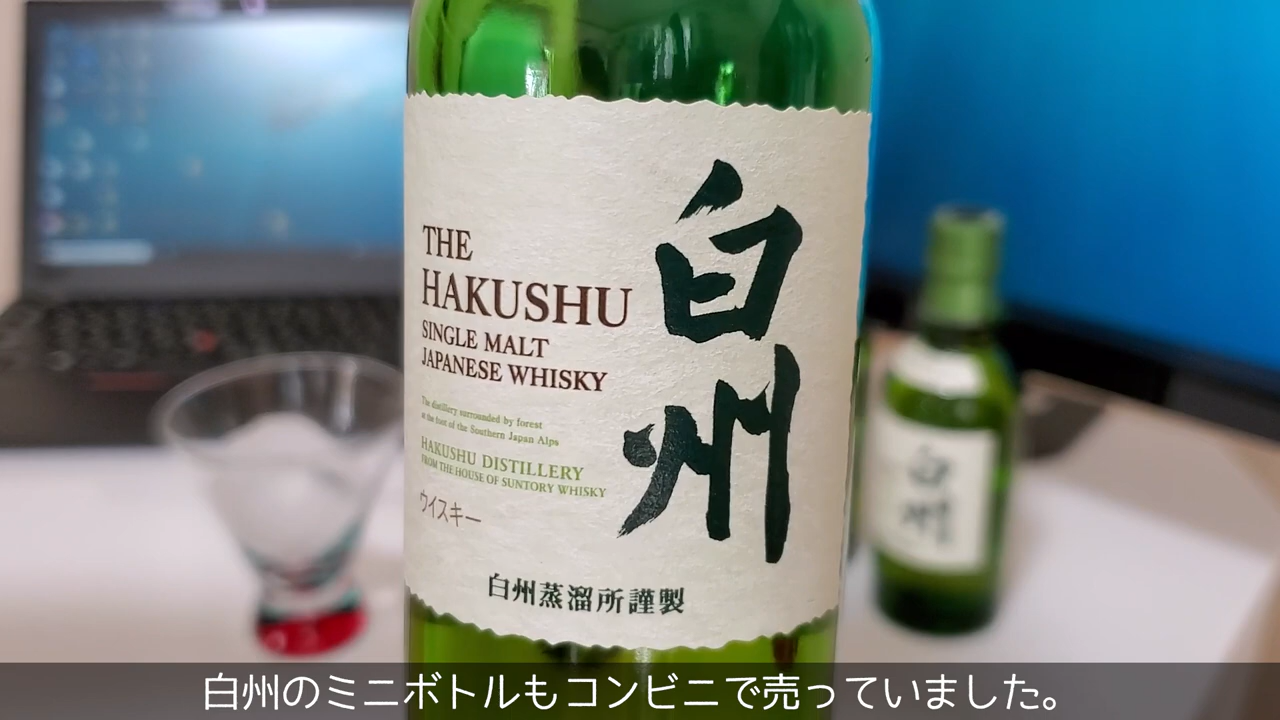 THE
HAKUSHU
SINGLE MALT
JAPANESE WHISKY
The distillery surrounded by forest
at the foot of the Southern Japan Alps
HAKUSHU DISTILLERY
FROM THE HOUSE OF SUNTORY WHISKY
ウイスキー
白州
白州蒸溜所謹製
白州
白州のミニボトルもコンビニで売っていました。